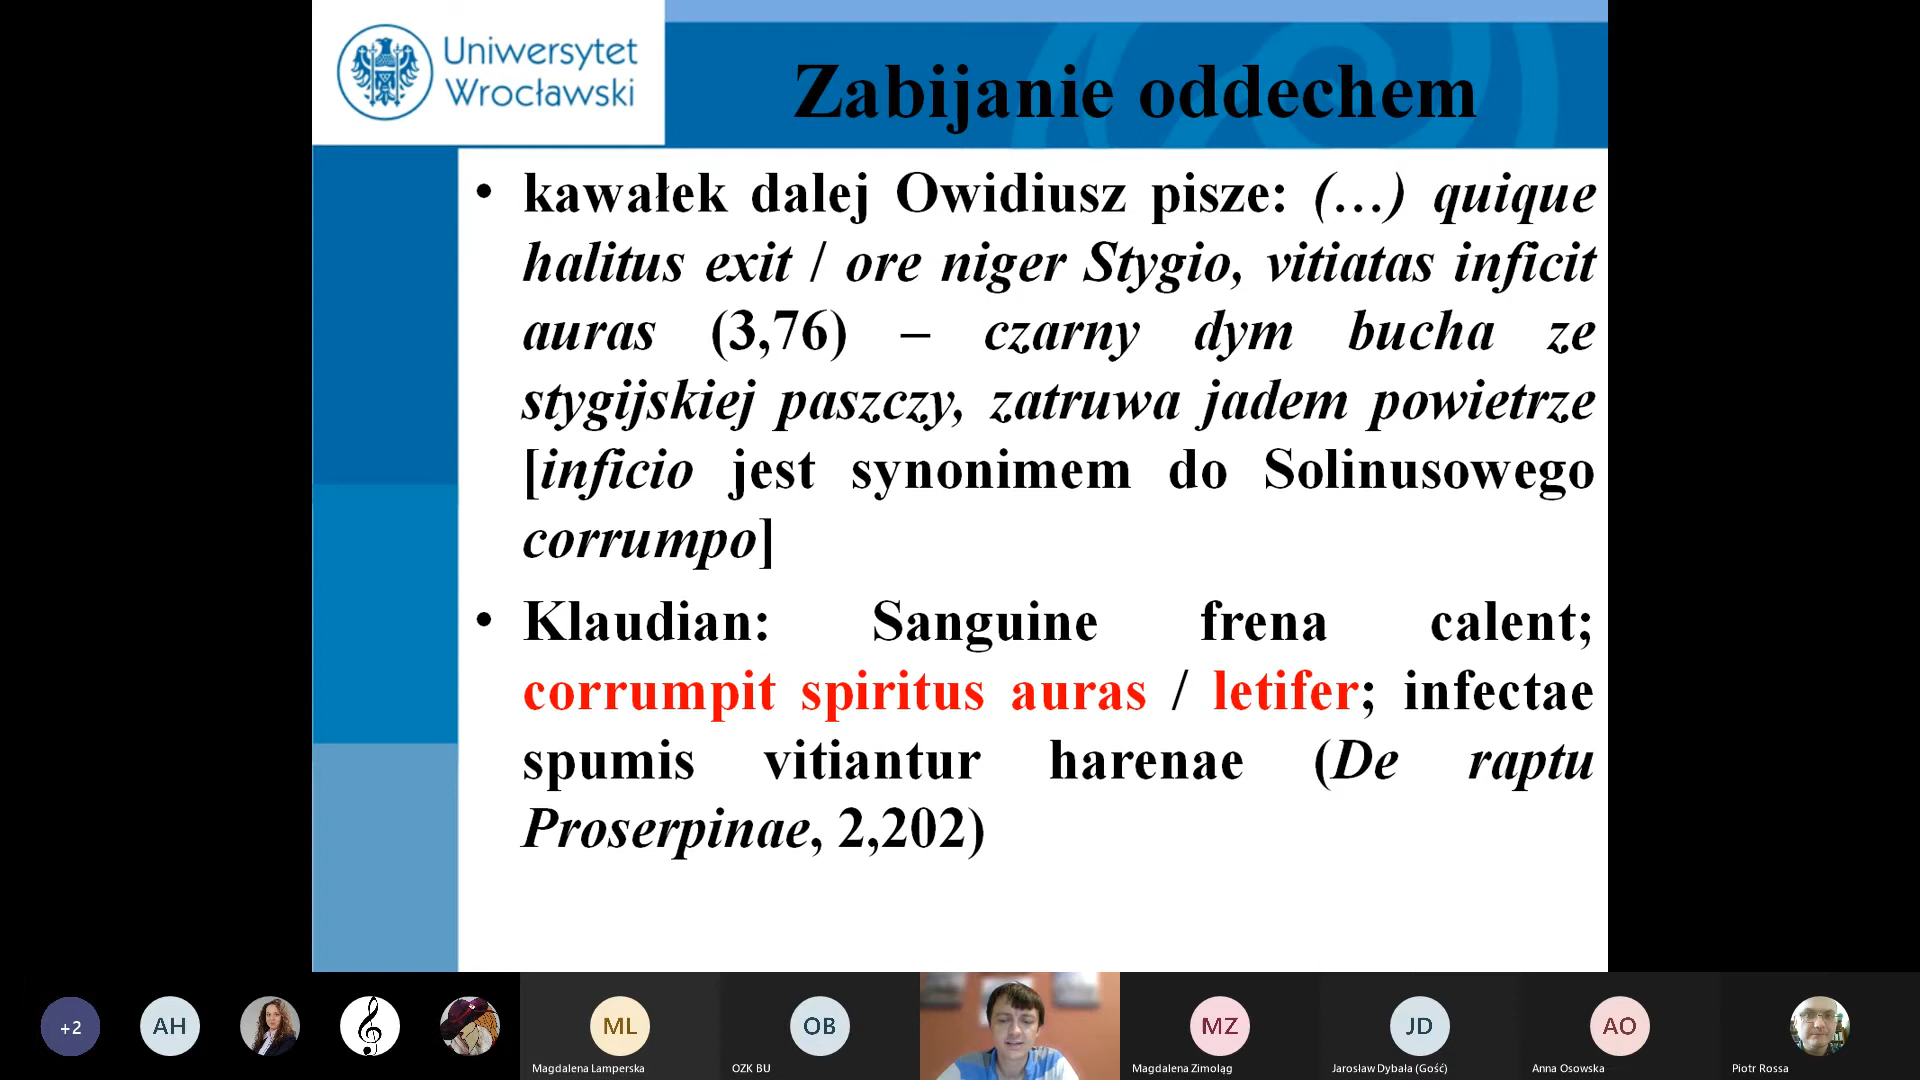 Uniwersytet
Wrocławski
Zabijanie oddechem
• kawałek dalej Owidiusz pisze: (…) quique
halitus exit / ore niger Stygio, vitiatas inficit
auras (3,76) – czarny dym bucha ze
stygijskiej paszczy, zatruwa jadem powietrze
[inficio jest synonimem do Solinusowego
corrumpo]
• Klaudian: Sanguine frena calent;
corrumpit spiritus auras / letifer; infectae
spumis vitiantur harenae (De raptu
Proserpinae, 2,202)
+2
AH
ML
OB
MZ
JD
AO
Magdalena Lamperska
OZK BU
Magdalena Zimoląg
Jarosław Dybała (Gość)
Anna Osowska
Piotr Rossa